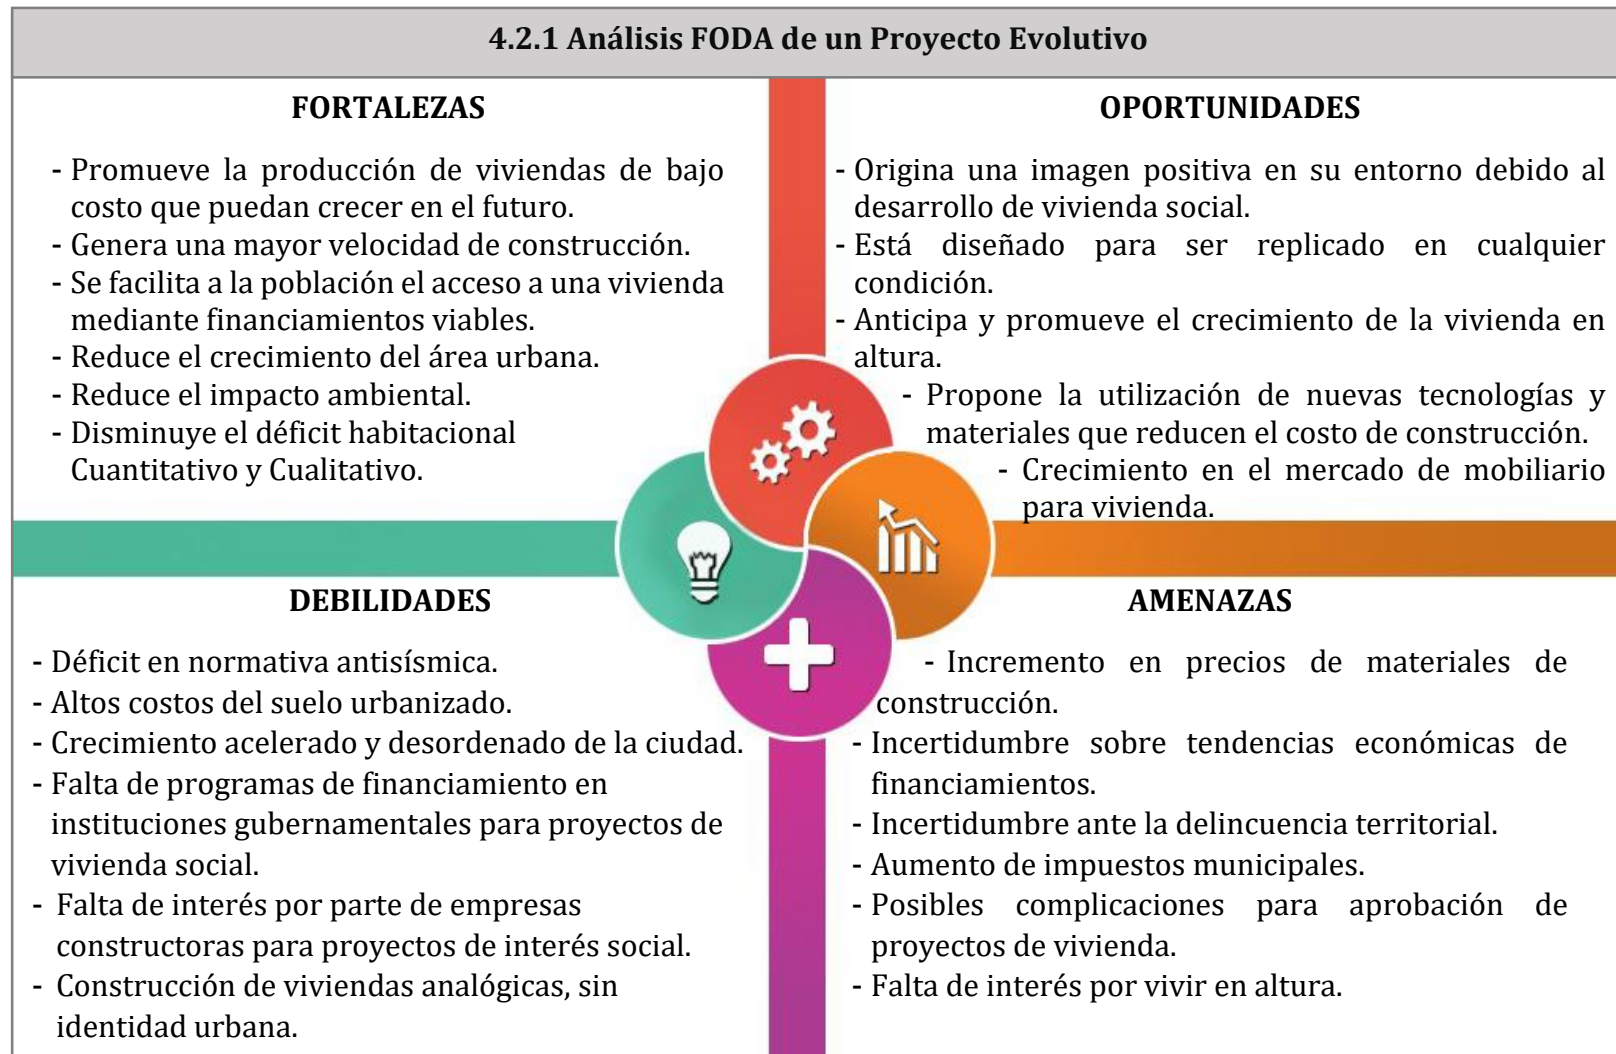 4.2.1 Análisis FODA de un Proyecto Evolutivo
FORTALEZAS
- Promueve la producción de viviendas de bajo
costo que puedan crecer en el futuro.
- Genera una mayor velocidad de construcción.
- Se facilita a la población el acceso a una vivienda
mediante financiamientos viables.
- Reduce el crecimiento del área urbana.
- Reduce el impacto ambiental.
- Disminuye el déficit habitacional
Cuantitativo y Cualitativo.
OPORTUNIDADES
- Origina una imagen positiva en su entorno debido al
desarrollo de vivienda social.
- Está diseñado para ser replicado en cualquier
condición.
- Anticipa y promueve el crecimiento de la vivienda en
altura.
- Propone la utilización de nuevas tecnologías y
materiales que reducen el costo de construcción.
- Crecimiento en el mercado de mobiliario
para vivienda.
DEBILIDADES
- Déficit en normativa antisísmica.
- Altos costos del suelo urbanizado.
- Crecimiento acelerado y desordenado de la ciudad.
- Falta de programas de financiamiento en
instituciones gubernamentales para proyectos de
vivienda social.
- Falta de interés por parte de empresas
constructoras para proyectos de interés social.
- Construcción de viviendas analógicas, sin
identidad urbana.
AMENAZAS
- Incremento en precios de materiales de
construcción.
- Incertidumbre sobre tendencias económicas de
financiamientos.
- Incertidumbre ante la delincuencia territorial.
- Aumento de impuestos municipales.
- Posibles complicaciones para aprobación de
proyectos de vivienda.
- Falta de interés por vivir en altura.